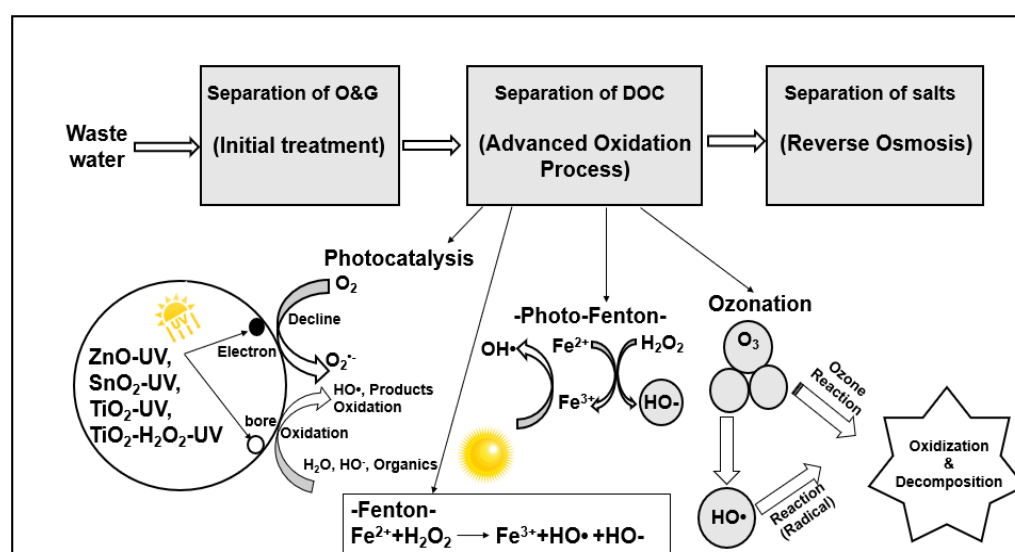 Waste
water
Separation of O&G
(Initial treatment)
Separation of DOC
(Advanced Oxidation
Process)
Separation of salts
(Reverse Osmosis)
Photocatalysis
UV
ZnO-UV,
SnO₂-UV,
TiO₂-UV,
TiO₂-H₂O₂-UV
Electron
bore
O₂
Decline
O₂•-
HO•, Products
Oxidation
Oxidation
H₂O, HO⁻, Organics
-Photo-Fenton-
OH•
Fe²⁺
H₂O₂
Fe³⁺
HO-
-Fenton-
Fe²⁺+H₂O₂ → Fe³⁺+HO• +HO-
Ozonation
O₃
Ozone
Reaction
HO•
Reaction
(Radical)
Oxidization
&
Decomposition